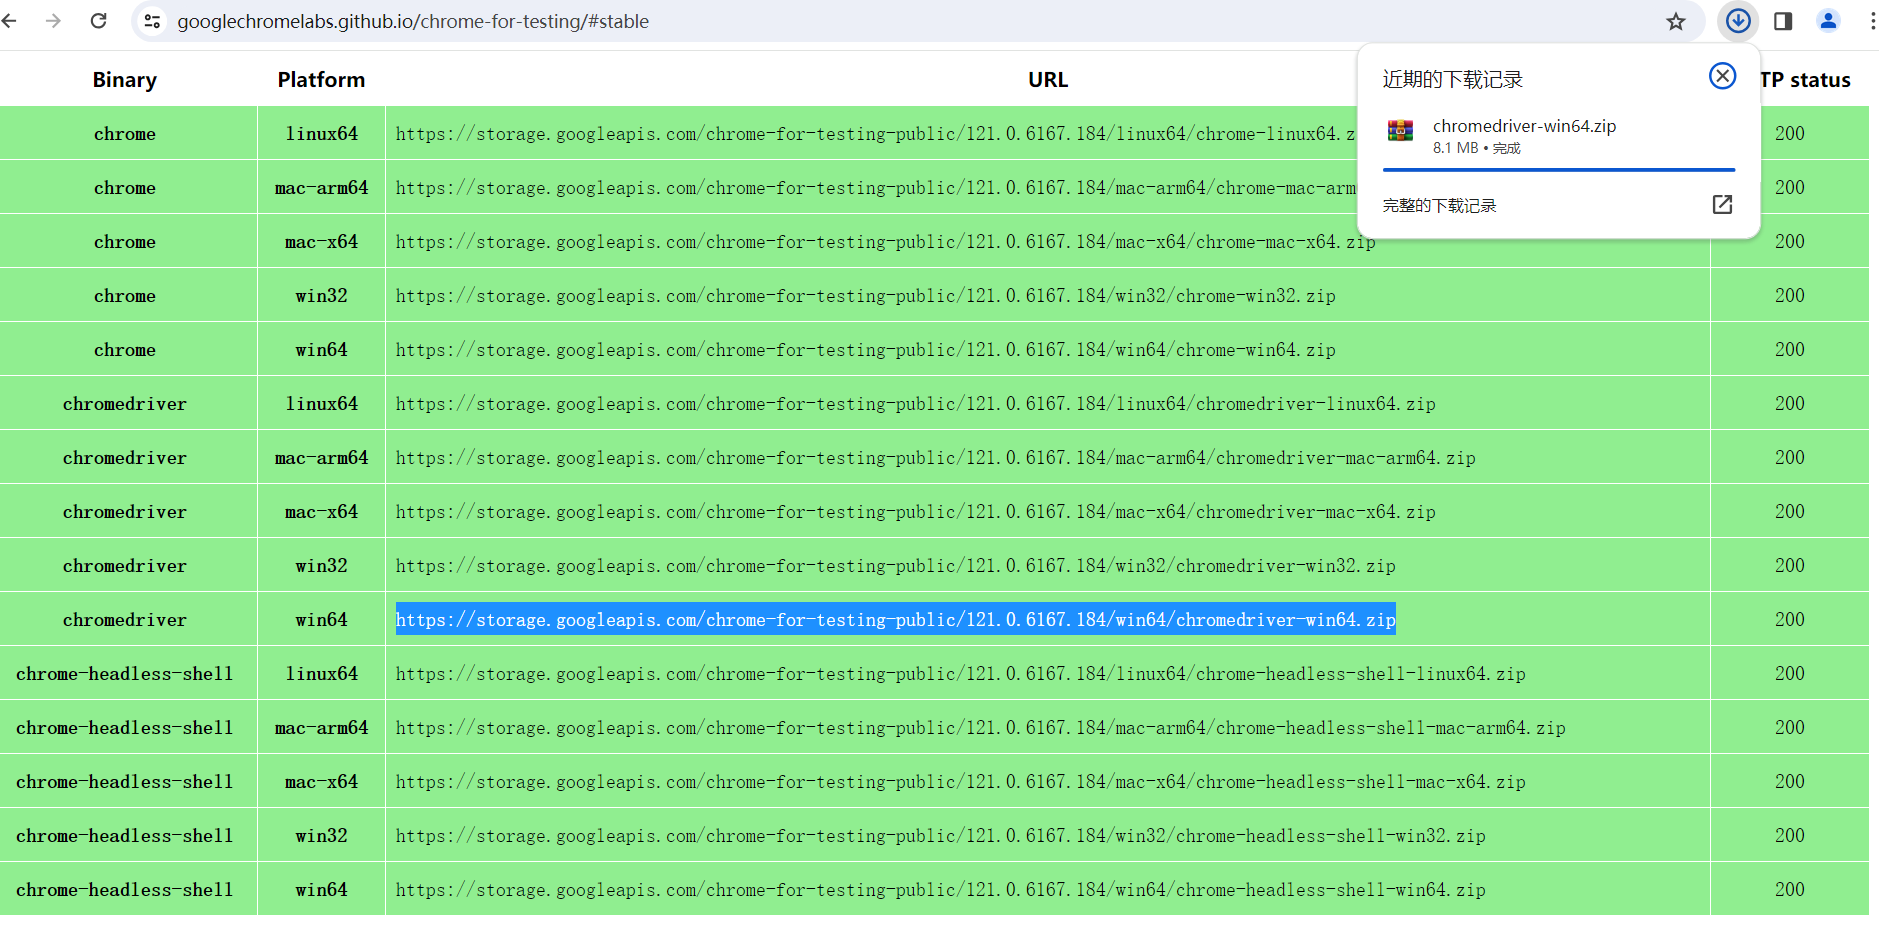 googlechromelabs.github.io/chrome-for-testing/#stable
Binary Platform URL TP status
近期的下载记录
chromedriver-win64.zip
8.1 MB • 完成
完整的下载记录
chrome linux64 https://storage.googleapis.com/chrome-for-testing-public/121.0.6167.184/linux64/chrome-linux64.z 200
chrome mac-arm64 https://storage.googleapis.com/chrome-for-testing-public/121.0.6167.184/mac-arm64/chrome-mac-arm 200
chrome mac-x64 https://storage.googleapis.com/chrome-for-testing-public/121.0.6167.184/mac-x64/chrome-mac-x64.zip 200
chrome win32 https://storage.googleapis.com/chrome-for-testing-public/121.0.6167.184/win32/chrome-win32.zip 200
chrome win64 https://storage.googleapis.com/chrome-for-testing-public/121.0.6167.184/win64/chrome-win64.zip 200
chromedriver linux64 https://storage.googleapis.com/chrome-for-testing-public/121.0.6167.184/linux64/chromedriver-linux64.zip 200
chromedriver mac-arm64 https://storage.googleapis.com/chrome-for-testing-public/121.0.6167.184/mac-arm64/chromedriver-mac-arm64.zip 200
chromedriver mac-x64 https://storage.googleapis.com/chrome-for-testing-public/121.0.6167.184/mac-x64/chromedriver-mac-x64.zip 200
chromedriver win32 https://storage.googleapis.com/chrome-for-testing-public/121.0.6167.184/win32/chromedriver-win32.zip 200
chromedriver win64 https://storage.googleapis.com/chrome-for-testing-public/121.0.6167.184/win64/chromedriver-win64.zip 200
chrome-headless-shell linux64 https://storage.googleapis.com/chrome-for-testing-public/121.0.6167.184/linux64/chrome-headless-shell-linux64.zip 200
chrome-headless-shell mac-arm64 https://storage.googleapis.com/chrome-for-testing-public/121.0.6167.184/mac-arm64/chrome-headless-shell-mac-arm64.zip 200
chrome-headless-shell mac-x64 https://storage.googleapis.com/chrome-for-testing-public/121.0.6167.184/mac-x64/chrome-headless-shell-mac-x64.zip 200
chrome-headless-shell win32 https://storage.googleapis.com/chrome-for-testing-public/121.0.6167.184/win32/chrome-headless-shell-win32.zip 200
chrome-headless-shell win64 https://storage.googleapis.com/chrome-for-testing-public/121.0.6167.184/win64/chrome-headless-shell-win64.zip 200